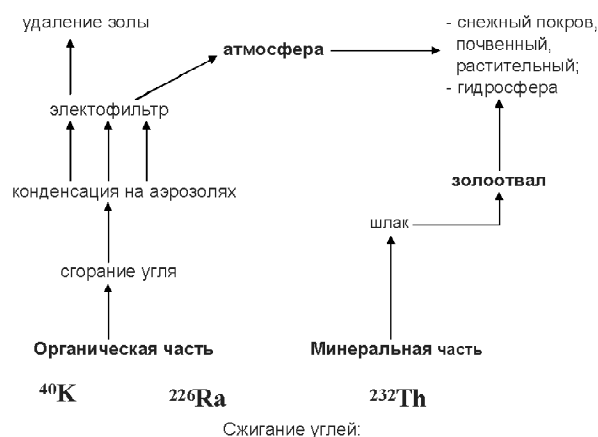 удаление золы
атмосфера
- снежный покров,
почвенный,
растительный;
- гидросфера
электофильтр
золоотвал
конденсация на аэрозолях
шлак
сгорание угля
Органическая часть
Минеральная часть
⁴⁰K
²²⁶Ra
²³²Th
Сжигание углей: